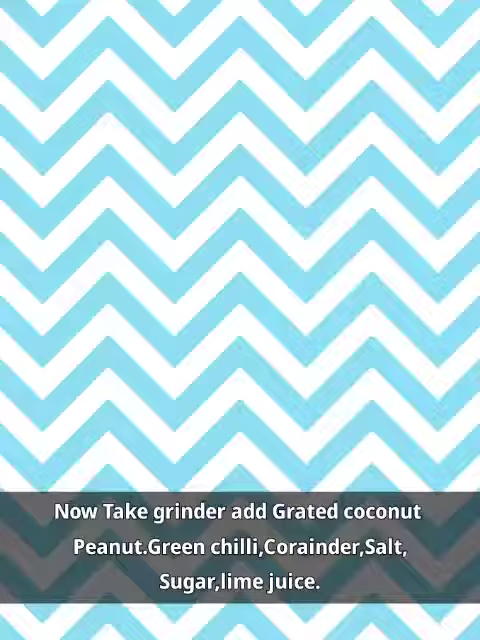 Now Take grinder add Grated coconut
Peanut.Green chilli,Corainder,Salt,
Sugar,lime juice.